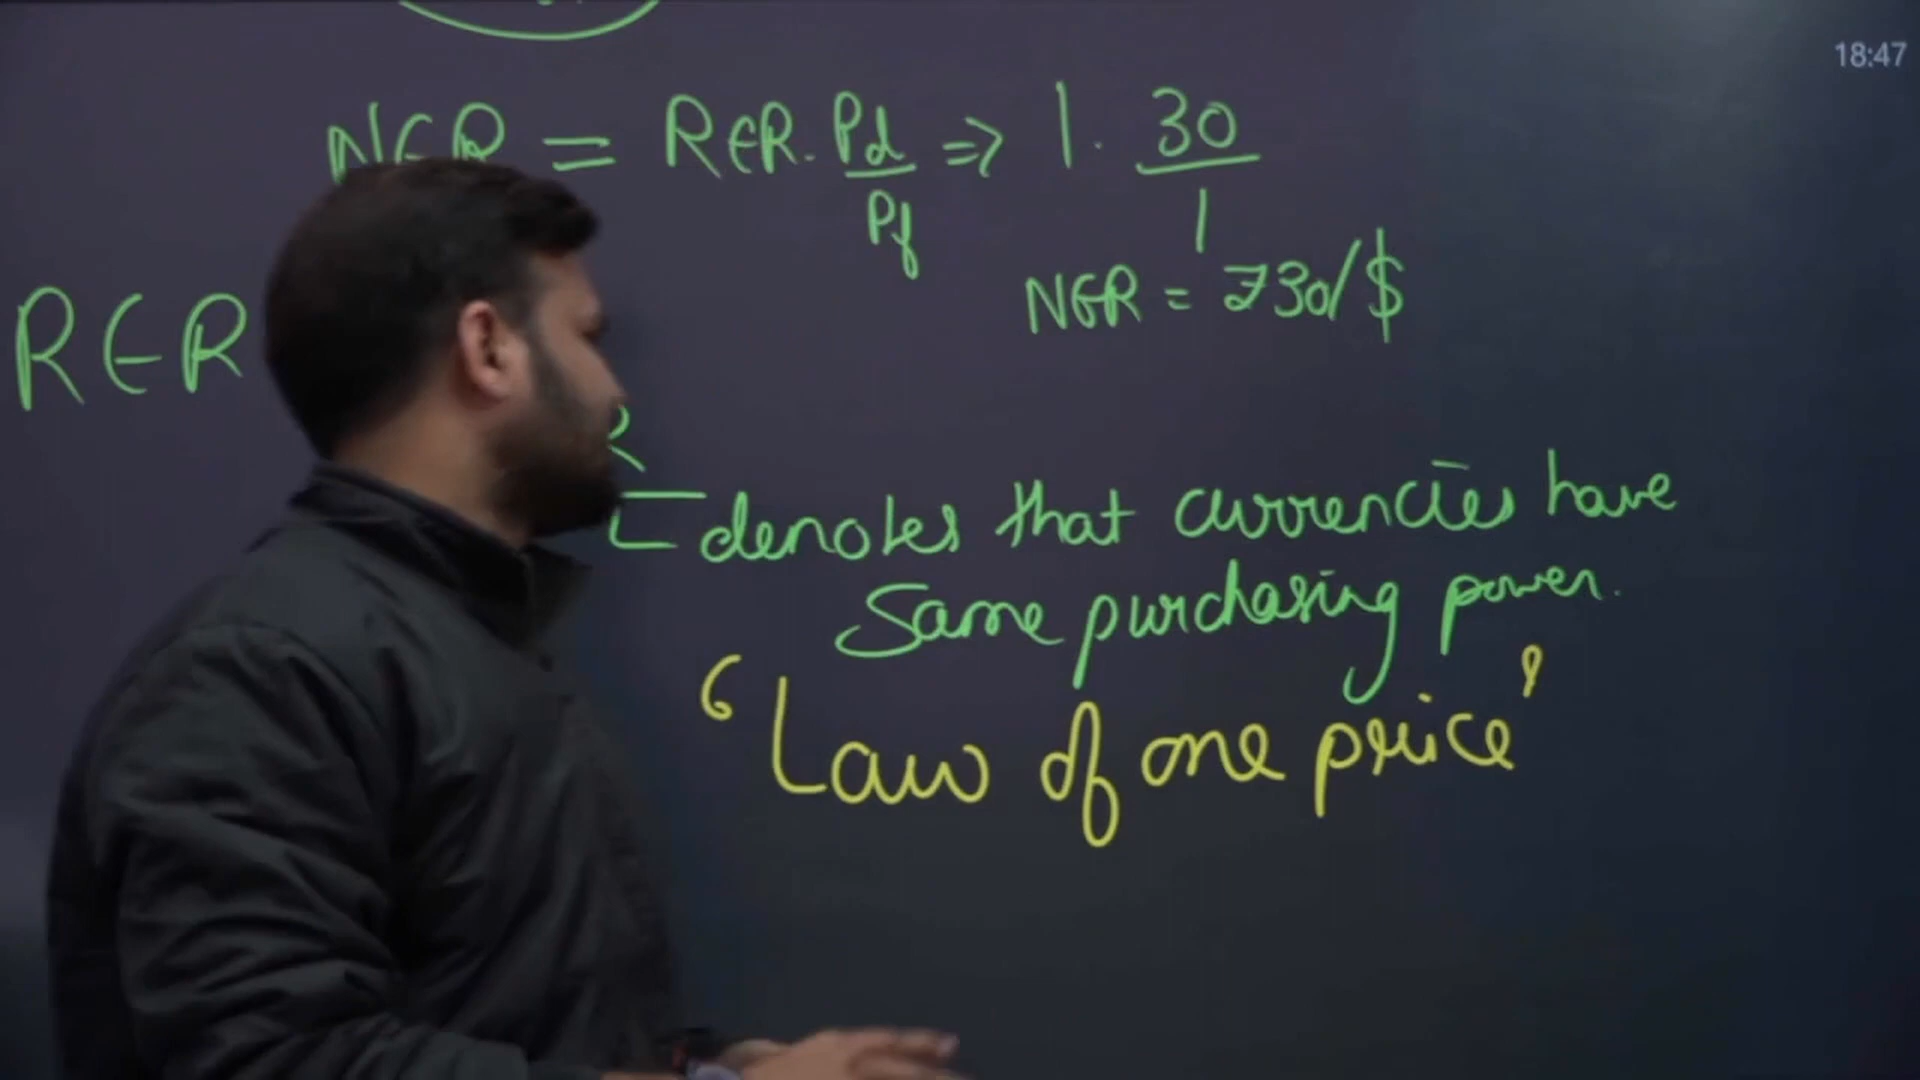 18:47
NER = RER. Pd/Pf ⇒ 1. 30/1
NER = ₹30/$
RER
R
denotes that currencies have
Same purchasing power.
'Law of one price'